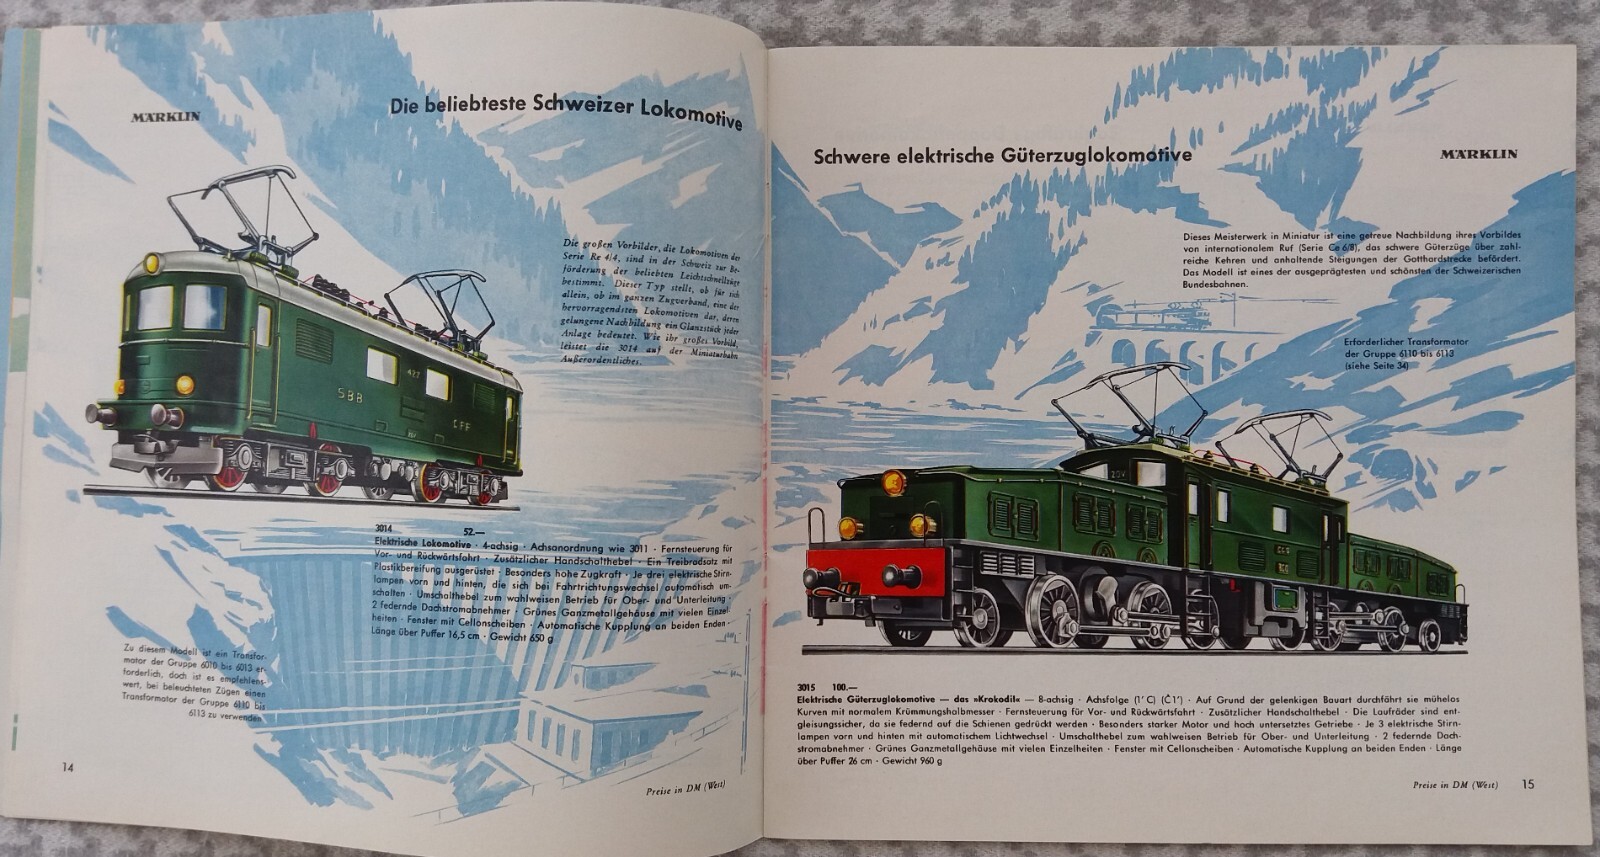 MÄRKLIN
Die beliebteste Schweizer Lokomotive
Die großen Vorbilder, die Lokomotiven der
Serie Re 4/4, sind in der Schweiz zur Be-
förderung der beliebten Leichtschnellzüge
bestimmt. Dieser Typ stellt, ob für sich
allein, ob im ganzen Zugverband, eine der
hervorragendsten Lokomotiven dar, deren
gelungene Nachbildung ein Glanzstück jeder
Anlage bedeutet. Wie ihr großes Vorbild,
leistet die 3014 auf der Miniaturbahn
Außerordentliches.
427
SBB
CFF
3014 52.—
Elektrische Lokomotive · 4-achsig · Achsanordnung wie 3011 · Fernsteuerung für
Vor- und Rückwärtsfahrt · Zusätzlicher Handschalthebel · Ein Treibradsatz mit
Plastikbereifung ausgerüstet · Besonders hohe Zugkraft · Je drei elektrische Stirn-
lampen vorn und hinten, die sich bei Fahrtrichtungswechsel automatisch um-
schalten · Umschalthebel zum wahlweisen Betrieb für Ober- und Unterleitung ·
2 federnde Dachstromabnehmer · Grünes Ganzmetallgehäuse mit vielen Einzel-
heiten · Fenster mit Cellonscheiben · Automatische Kupplung an beiden Enden ·
Länge über Puffer 16,5 cm · Gewicht 650 g
Zu diesem Modell ist ein Transfor-
mator der Gruppe 6010 bis 6013 er-
forderlich, doch ist es empfehlens-
wert, bei beleuchteten Zügen einen
Transformator der Gruppe 6110 bis
6113 zu verwenden
14
Preise in DM (West)
Schwere elektrische Güterzuglokomotive
MÄRKLIN
Dieses Meisterwerk in Miniatur ist eine getreue Nachbildung ihres Vorbildes
von internationalem Ruf (Serie Ce 6/8), das schwere Güterzüge über zahl-
reiche Kehren und anhaltende Steigungen der Gotthardstrecke befördert.
Das Modell ist eines der ausgeprägtesten und schönsten der Schweizerischen
Bundesbahnen.
Erforderlicher Transformator
der Gruppe 6110 bis 6113
(siehe Seite 34)
3015 100.—
Elektrische Güterzuglokomotive — das »Krokodil« — 8-achsig · Achsfolge (1'C) (C1') · Auf Grund der gelenkigen Bauart durchfährt sie mühelos
Kurven mit normalem Krümmungshalbmesser · Fernsteuerung für Vor- und Rückwärtsfahrt · Zusätzlicher Handschalthebel · Die Laufräder sind ent-
gleisungssicher, da sie federnd auf die Schienen gedrückt werden · Besonders starker Motor und hoch untersetztes Getriebe · Je 3 elektrische Stirn-
lampen vorn und hinten mit automatischem Lichtwechsel · Umschalthebel zum wahlweisen Betrieb für Ober- und Unterleitung · 2 federnde Dach-
stromabnehmer · Grünes Ganzmetallgehäuse mit vielen Einzelheiten · Fenster mit Cellonscheiben · Automatische Kupplung an beiden Enden · Länge
über Puffer 26 cm · Gewicht 960 g
Preise in DM (West) 15